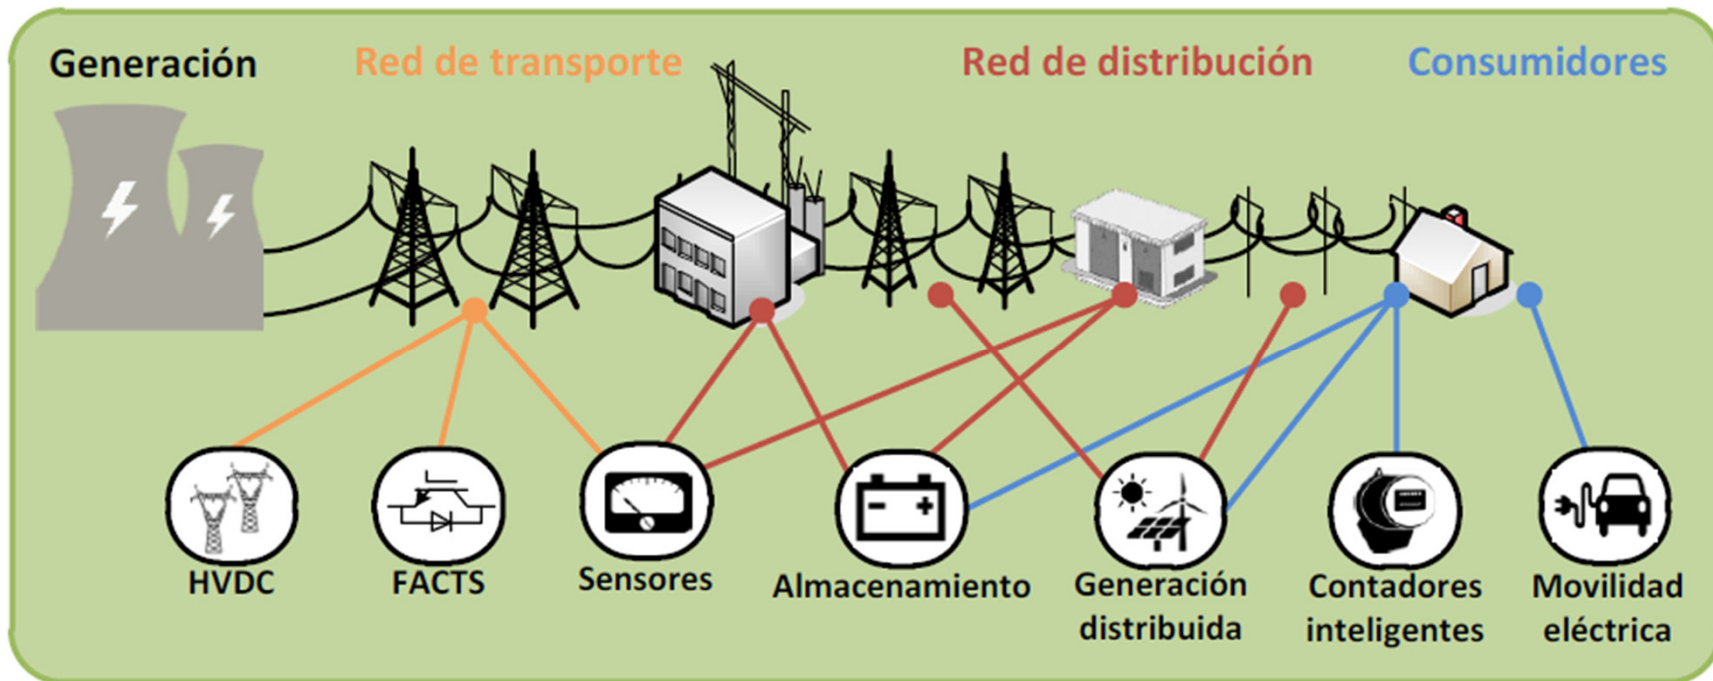 Generación
Red de transporte
Red de distribución
Consumidores
HVDC
FACTS
Sensores
Almacenamiento
Generación
distribuida
Contadores
inteligentes
Movilidad
eléctrica